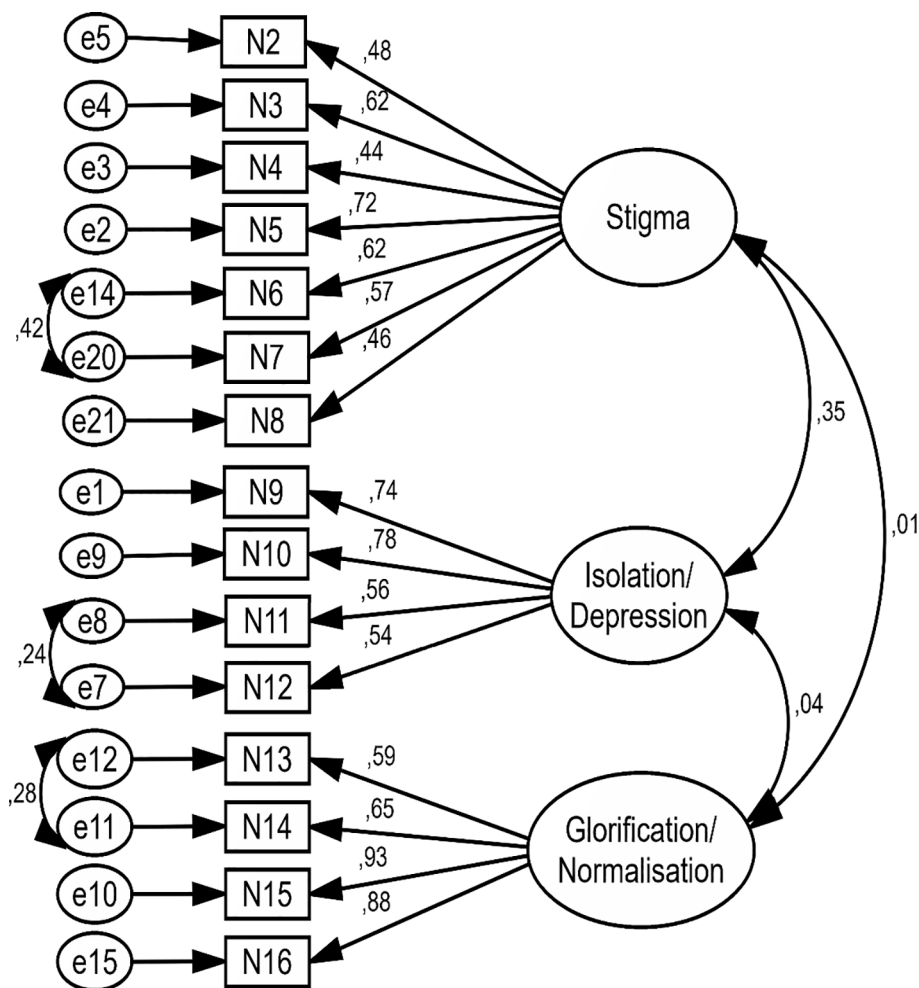 e5 N2 ,48
e4 N3 ,62
e3 N4 ,44
e2 N5 ,72
Stigma
e14 N6 ,62
,42
e20 N7 ,57
e21 N8 ,46
,35
,01
e1 N9 ,74
e9 N10 ,78
e8 N11 ,56
,24
e7 N12 ,54
Isolation/
Depression
,04
e12 N13 ,59
,28
e11 N14 ,65
e10 N15 ,93
e15 N16 ,88
Glorification/
Normalisation